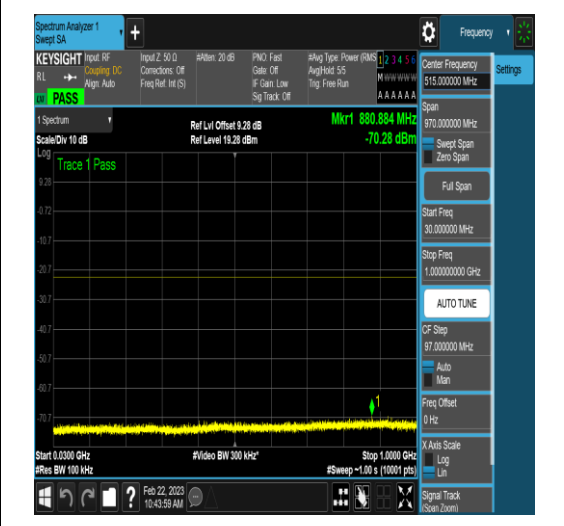 Spectrum Analyzer 1
Swept SA
+
Frequency
KEYSIGHT
RL
PASS
Input: RF
Coupling: DC
Align: Auto
Input Z: 50 Ω
Corrections: Off
Freq Ref: Int (S)
#Atten: 20 dB
PNO: Fast
Gate: Off
IF Gain: Low
Sig Track: Off
#Avg Type: Power (RMS
Avg|Hold: 5/5
Trig: Free Run
1 2 3 4 5 6
M w w w w w
A A A A A A
1 Spectrum
Scale/Div 10 dB
Ref Lvl Offset 9.28 dB
Ref Level 19.28 dBm
Mkr1 880.884 MHz
-70.28 dBm
Log
Trace 1 Pass
9.28
-0.72
-10.7
-20.7
-30.7
-40.7
-50.7
-60.7
-70.7
1
Start 0.0300 GHz
#Res BW 100 kHz
#Video BW 300 kHz*
Stop 1.0000 GHz
#Sweep ~1.00 s (10001 pts)
Center Frequency
515.000000 MHz
Settings
Span
970.000000 MHz
Swept Span
Zero Span
Full Span
Start Freq
30.000000 MHz
Stop Freq
1.000000000 GHz
AUTO TUNE
CF Step
97.000000 MHz
Auto
Man
Freq Offset
0 Hz
X Axis Scale
Log
Lin
Signal Track
(Span Zoom)
?
Feb 22, 2023
10:43:59 AM